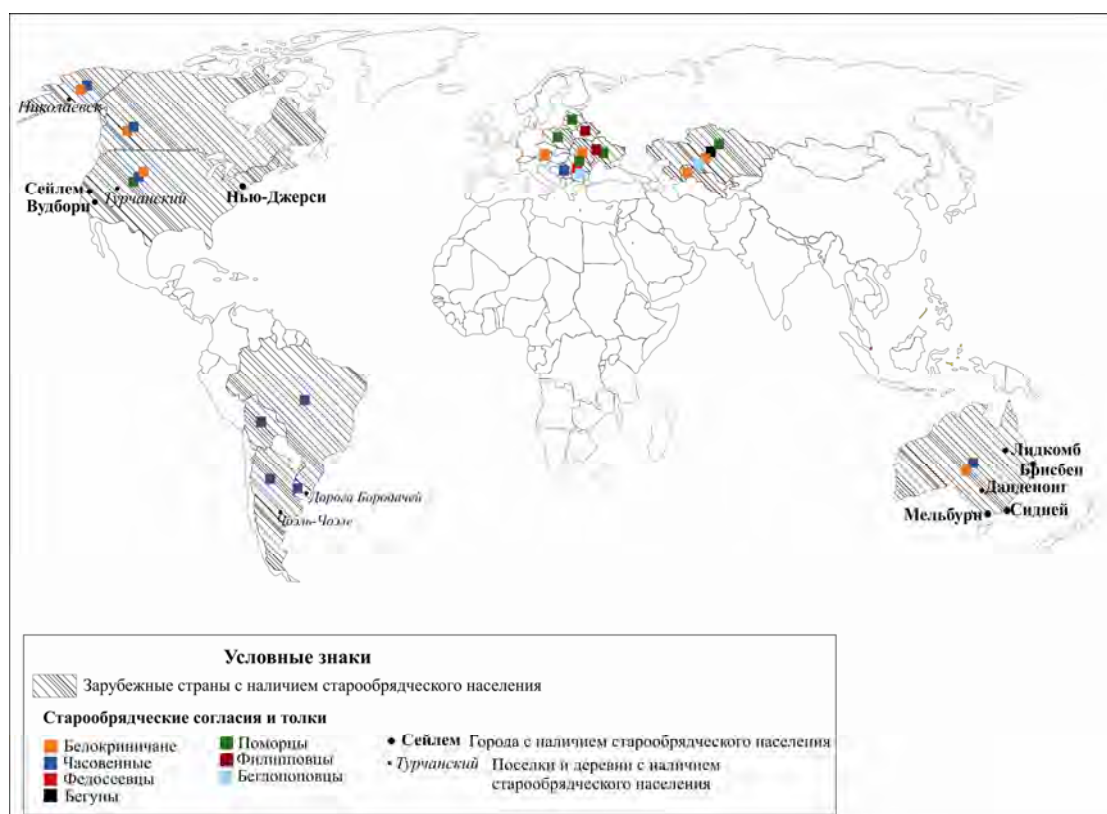 Николаевск
Сейлем
Вудборн
Турчанский
Нью-Джерси
Дорога Бородачей
Чоэль-Чоэле
Лидкомб
Брисбен
Данденонг
Мельбурн
Сидней
Условные знаки
Зарубежные страны с наличием старообрядческого населения
Старообрядческие согласия и толки
Белокриничане
Часовенные
Федосеевцы
Бегуны
Поморцы
Филипповцы
Беглопоповцы
Сейлем Города с наличием старообрядческого населения
Турчанский Поселки и деревни с наличием
старообрядческого населения